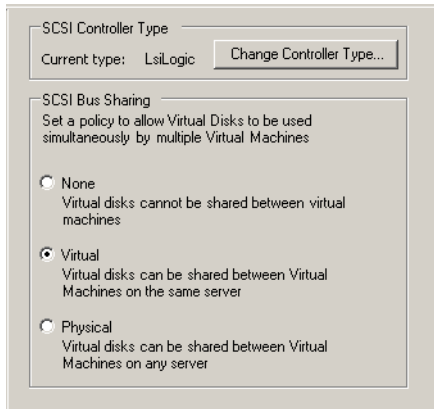 SCSI Controller Type
Current type: LsiLogic Change Controller Type...
SCSI Bus Sharing
Set a policy to allow Virtual Disks to be used
simultaneously by multiple Virtual Machines
None
Virtual disks cannot be shared between virtual
machines
Virtual
Virtual disks can be shared between Virtual
Machines on the same server
Physical
Virtual disks can be shared between Virtual
Machines on any server